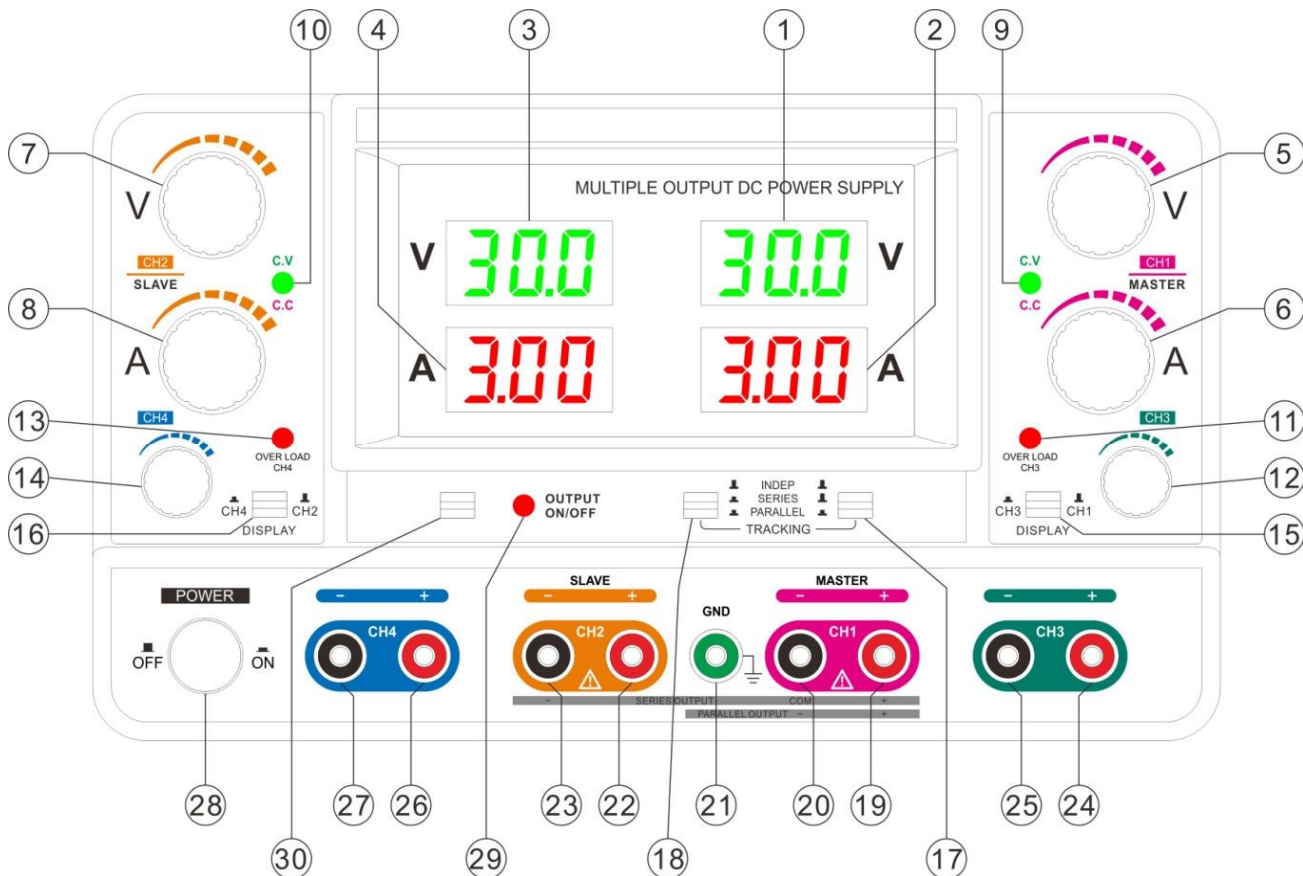 10 4 3 1 2 9
7 5
MULTIPLE OUTPUT DC POWER SUPPLY
V V
V 30.0 30.0 V
CH2 C.V C.V CH1
SLAVE MASTER
C.C C.C
8 6
A A
A 3.00 3.00 A
CH4 CH3
13 11
OVER LOAD OVER LOAD
CH4 CH3
14 12
INDEP
OUTPUT SERIES
ON/OFF PARALLEL
CH4 CH2 CH3 CH1
16 DISPLAY TRACKING DISPLAY 15
POWER SLAVE MASTER
− + − + − + − +
GND
CH4 CH2 CH1 CH3
OFF ON
− SERIES OUTPUT COM +
PARALLEL OUTPUT − +
28 27 26 23 22 21 20 19 25 24
30 29 18 17